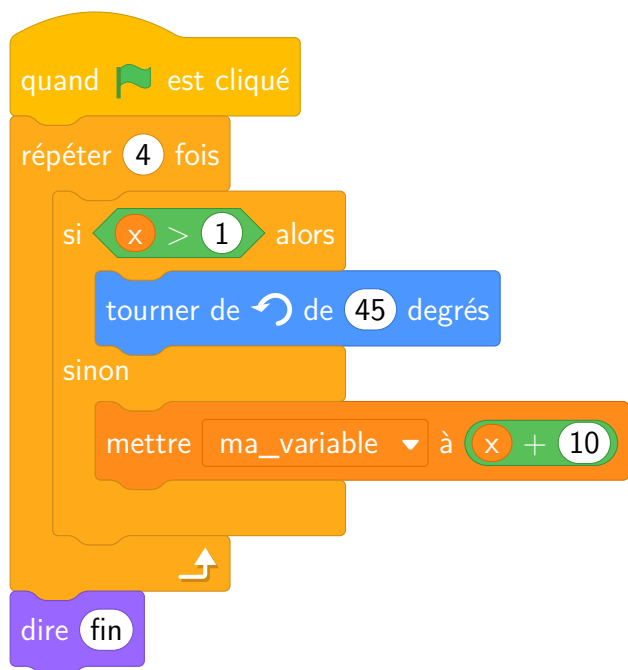 quand est cliqué
répéter 4 fois
si x > 1 alors
tourner de de 45 degrés
sinon
mettre ma_variable à x + 10
dire fin